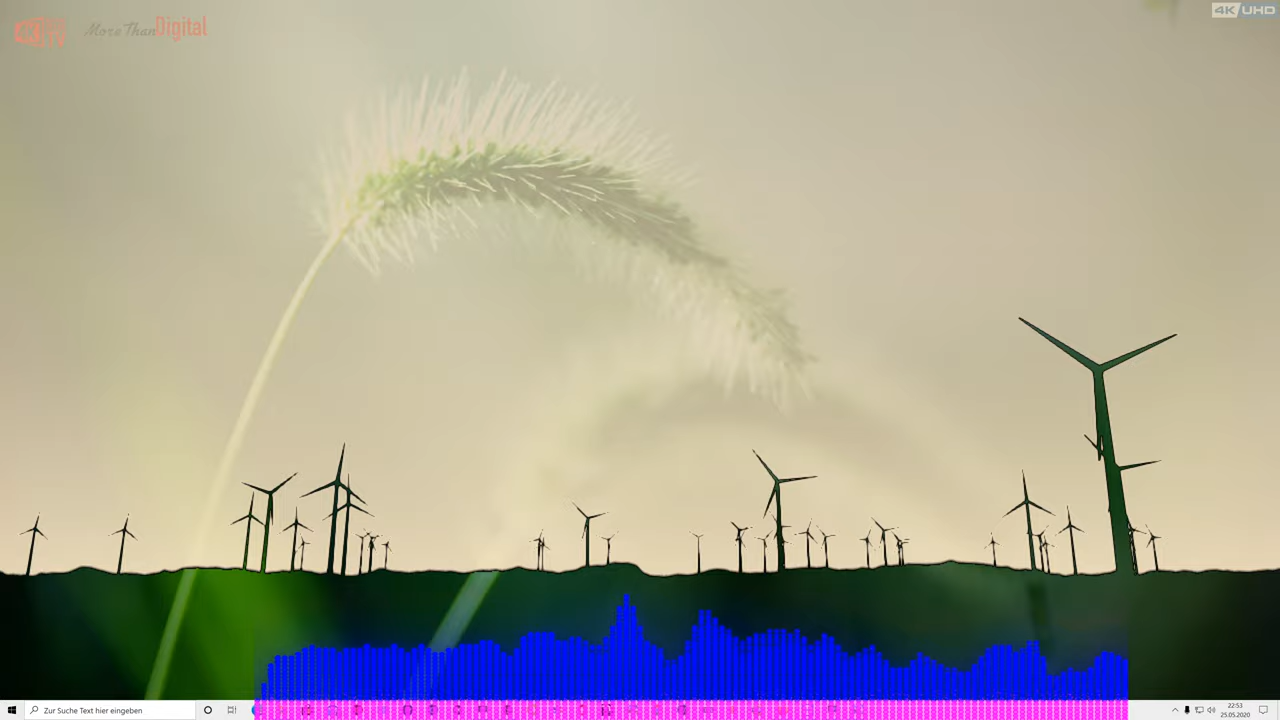 More Than Digital
4K UHD
Zur Suche Text hier eingeben
22:53
25.05.2020